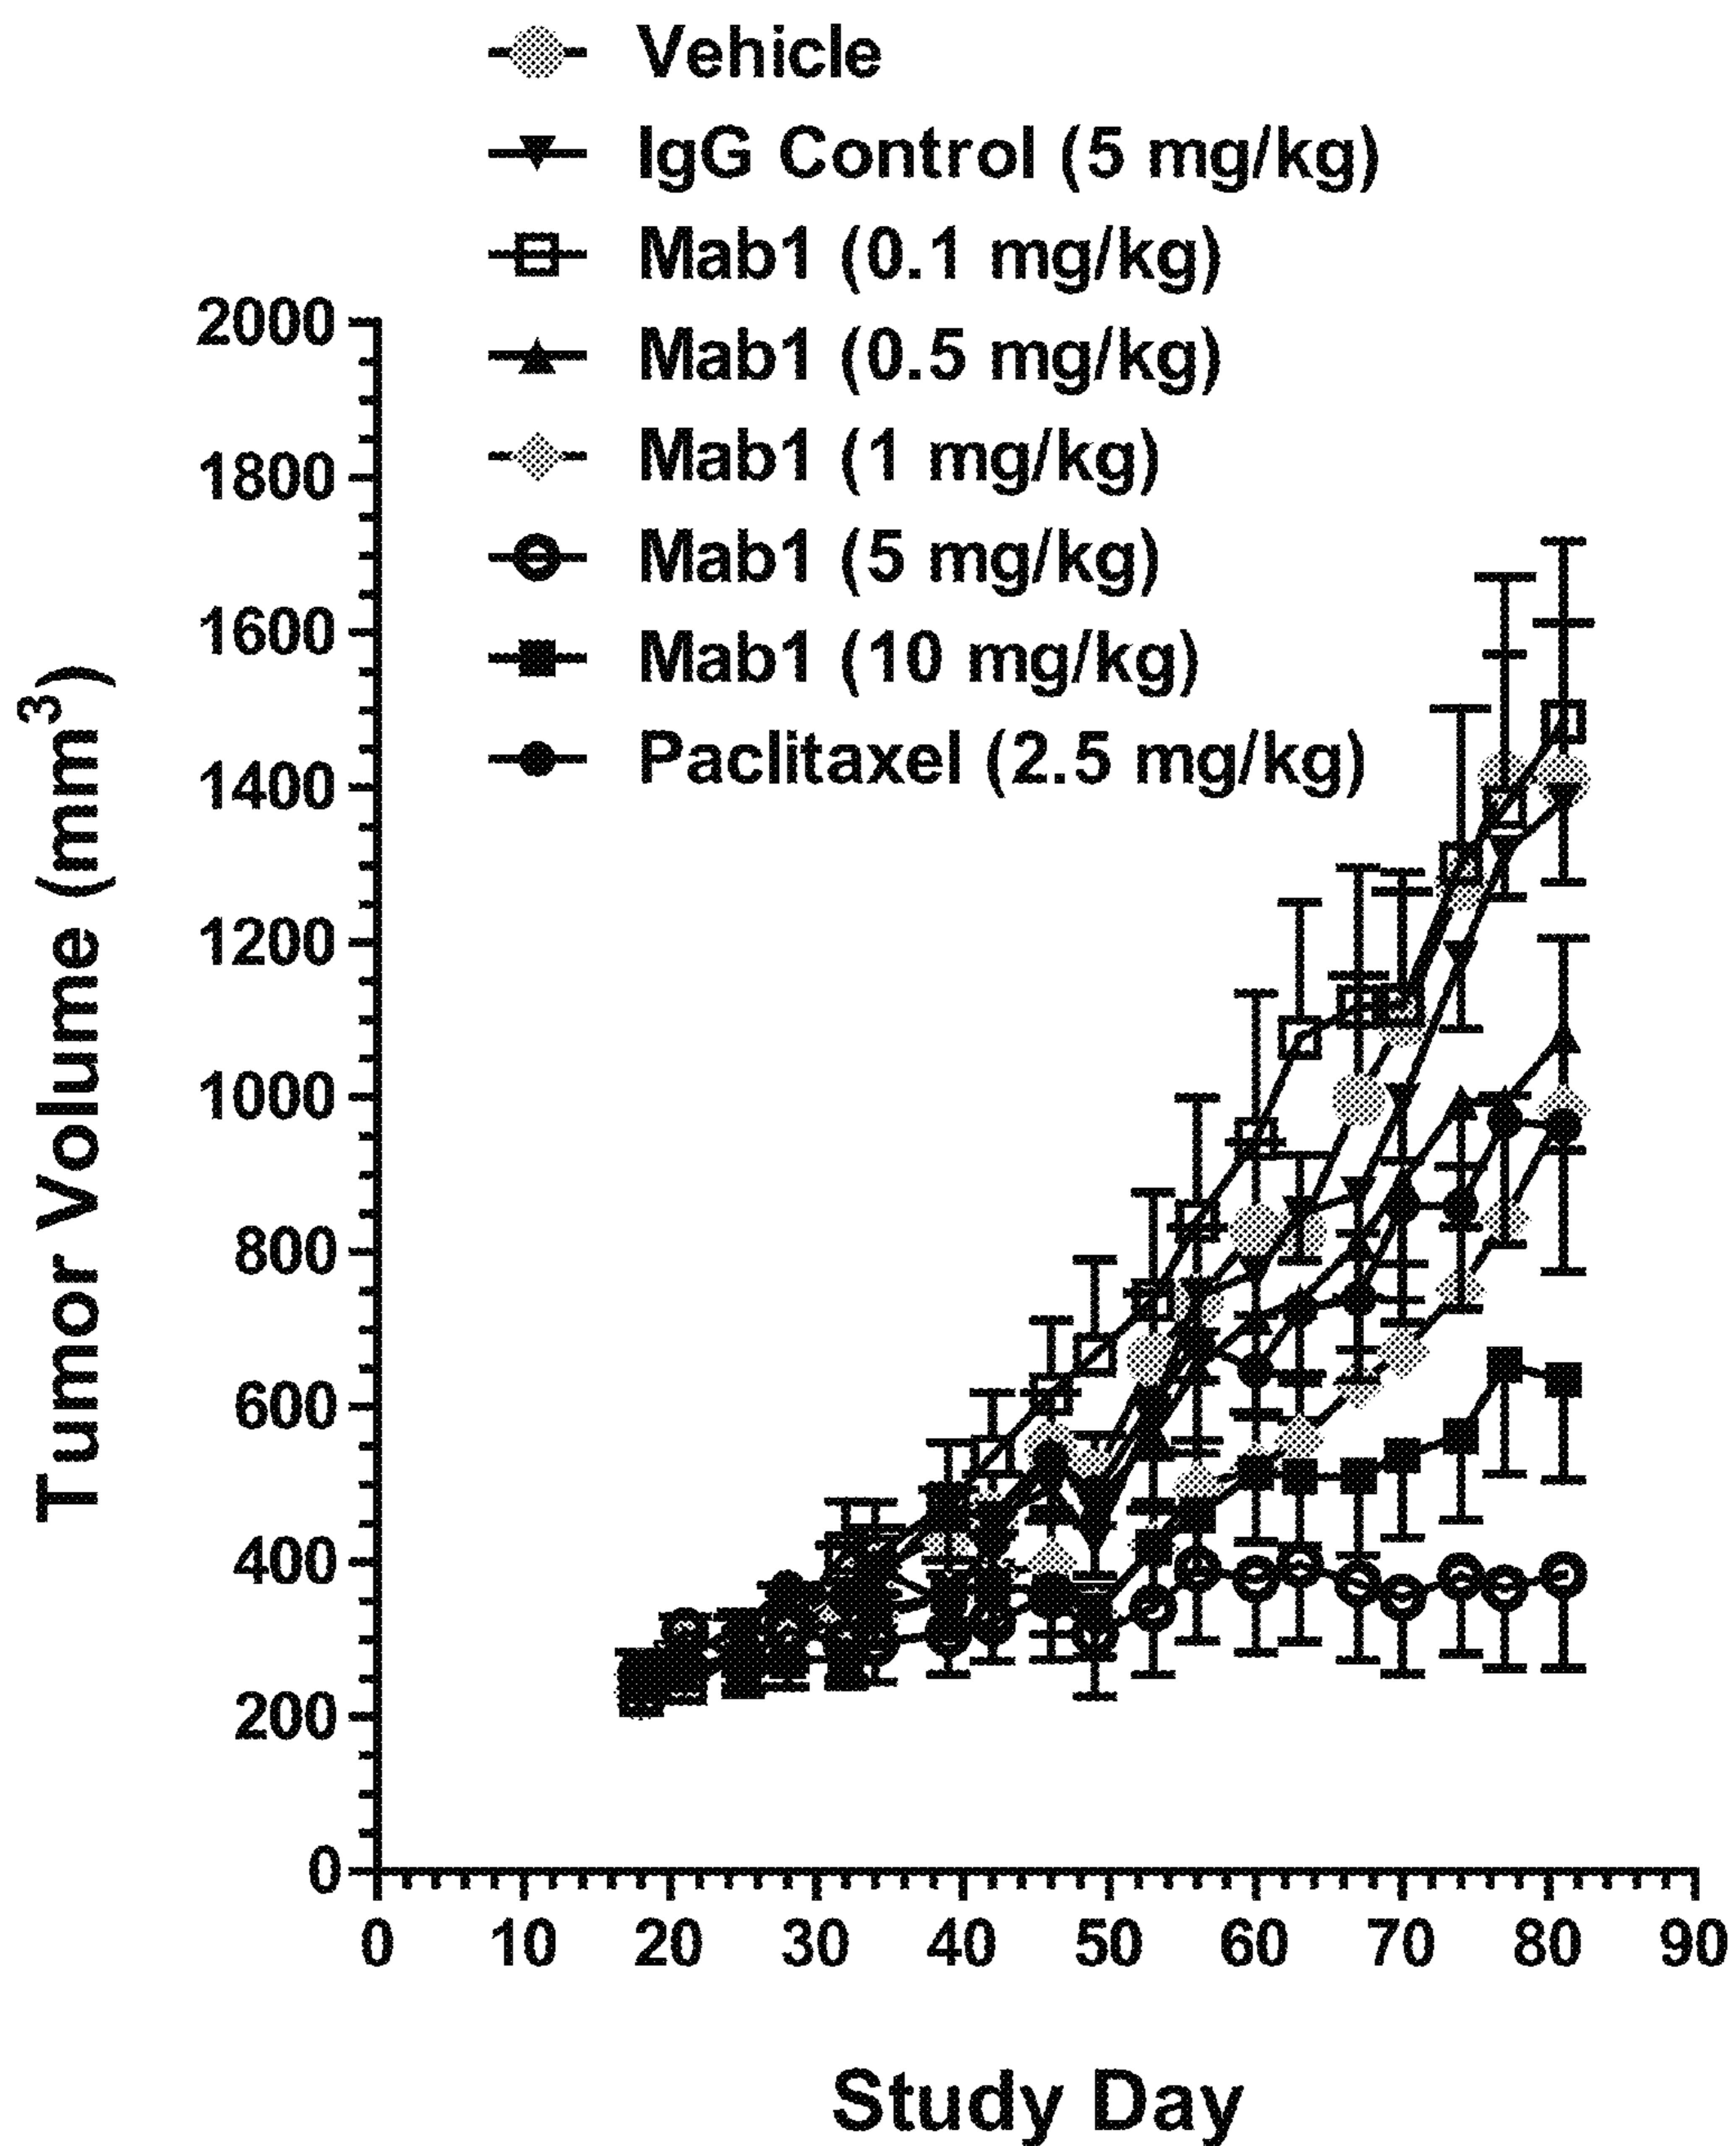 Vehicle
IgG Control (5 mg/kg)
Mab1 (0.1 mg/kg)
Mab1 (0.5 mg/kg)
Mab1 (1 mg/kg)
Mab1 (5 mg/kg)
Mab1 (10 mg/kg)
Paclitaxel (2.5 mg/kg)
Tumor Volume (mm³)
2000
1800
1600
1400
1200
1000
800
600
400
200
0
0 10 20 30 40 50 60 70 80 90
Study Day